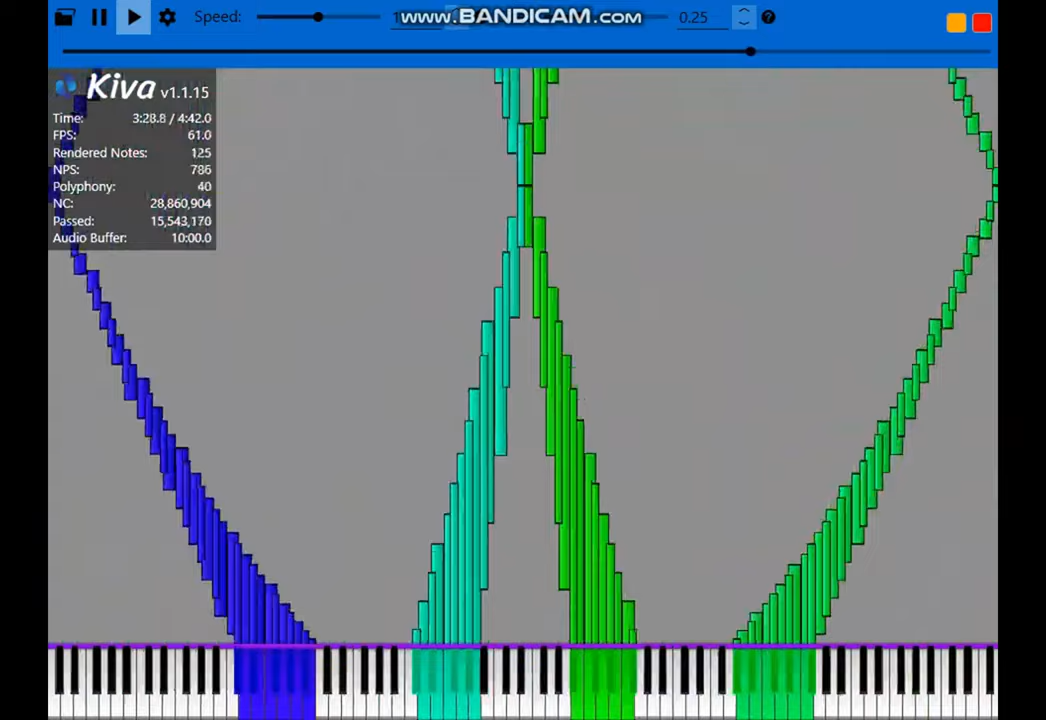 Speed:
1
www.BANDICAM.com
0.25
Kiva v1.1.15
Time: 3:28.8 / 4:42.0
FPS: 61.0
Rendered Notes: 125
NPS: 786
Polyphony: 40
NC: 28,860,904
Passed: 15,543,170
Audio Buffer: 10:00.0